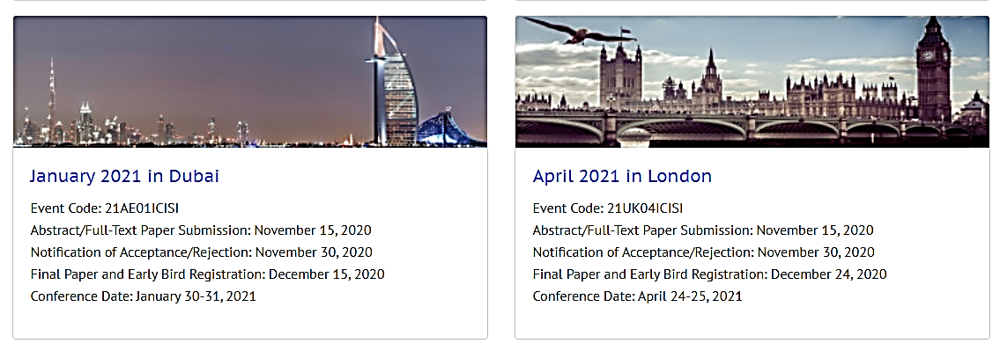 January 2021 in Dubai
Event Code: 21AE01ICISI
Abstract/Full-Text Paper Submission: November 15, 2020
Notification of Acceptance/Rejection: November 30, 2020
Final Paper and Early Bird Registration: December 15, 2020
Conference Date: January 30-31, 2021
April 2021 in London
Event Code: 21UK04ICISI
Abstract/Full-Text Paper Submission: November 15, 2020
Notification of Acceptance/Rejection: November 30, 2020
Final Paper and Early Bird Registration: December 24, 2020
Conference Date: April 24-25, 2021